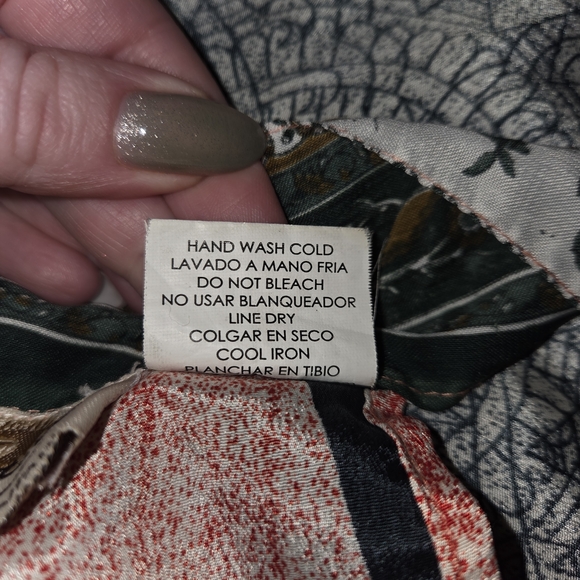 HAND WASH COLD
LAVADO A MANO FRIA
DO NOT BLEACH
NO USAR BLANQUEADOR
LINE DRY
COLGAR EN SECO
COOL IRON
PLANCHAR EN TIBIO